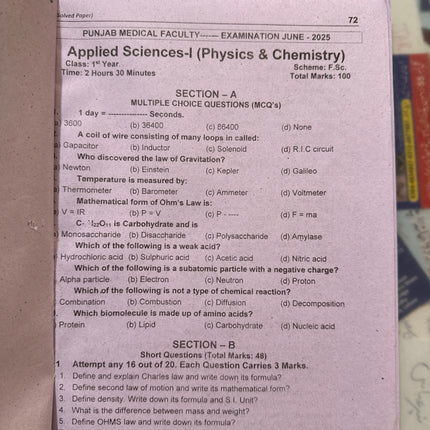 Solved Paper)
72
PUNJAB MEDICAL FACULTY------- EXAMINATION JUNE - 2025
Applied Sciences-I (Physics & Chemistry)
Class: 1st Year
Scheme: F.Sc.
Time: 2 Hours 30 Minutes
Total Marks: 100
SECTION – A
MULTIPLE CHOICE QUESTIONS (MCQ's)
1 day = -------------- Seconds.
) 3600 (b) 36400 (c) 86400 (d) None
A coil of wire consisting of many loops in called:
) Capacitor (b) Inductor (c) Solenoid (d) R.I.C circuit
Who discovered the law of Gravitation?
) Newton (b) Einstein (c) Kepler (d) Galileo
Temperature is measured by:
) Thermometer (b) Barometer (c) Ammeter (d) Voltmeter
Mathematical form of Ohm's Law is:
) V = IR (b) P = V (c) P - ---- (d) F = ma
is Carbohydrate and is
) Monosaccharide (b) Disaccharide (c) Polysaccharide (d) Amylase
Which of the following is a weak acid?
) Hydrochloric acid (b) Sulphuric acid (c) Acetic acid (d) Nitric acid
Which of the following is a subatomic particle with a negative charge?
Alpha particle (b) Electron (c) Neutron (d) Proton
Which of the following is not a type of chemical reaction?
Combination (b) Combustion (c) Diffusion (d) Decomposition
Which biomolecule is made up of amino acids?
) Protein (b) Lipid (c) Carbohydrate (d) Nucleic acid
SECTION – B
Short Questions (Total Marks: 48)
1 Attempt any 16 out of 20. Each Question Carries 3 Marks.
1. Define and explain Charles law and write down its formula?
2. Define second law of motion and write its mathematical form?
3. Define density. Write down its formula and S.I. Unit?
4. What is the difference between mass and weight?
5. Define OHMS law and write down its formula?